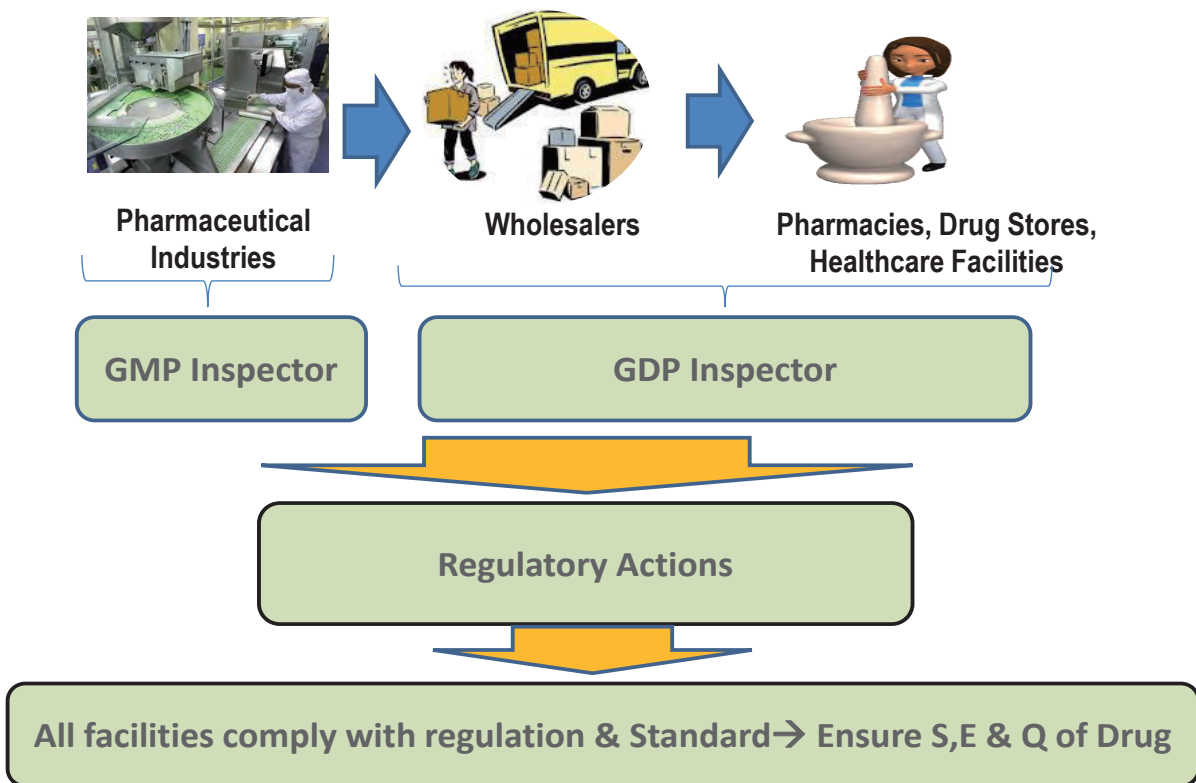 Pharmaceutical
Industries
Wholesalers
Pharmacies, Drug Stores,
Healthcare Facilities
GMP Inspector
GDP Inspector
Regulatory Actions
All facilities comply with regulation & Standard→ Ensure S,E & Q of Drug